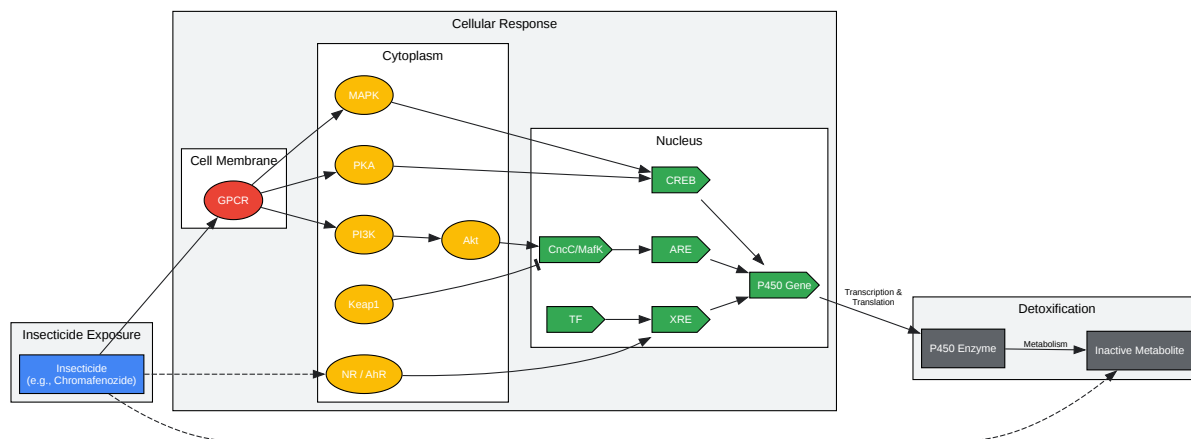 Cellular Response
Cytoplasm
MAPK
Nucleus
Cell Membrane
PKA
CREB
GPCR
PI3K
Akt
CncC/MafK
ARE
P450 Gene
Keap1
Transcription &
Translation
TF
XRE
Insecticide Exposure
Detoxification
P450 Enzyme
Metabolism
Inactive Metabolite
Insecticide
(e.g., Chromafenozide)
NR / AhR